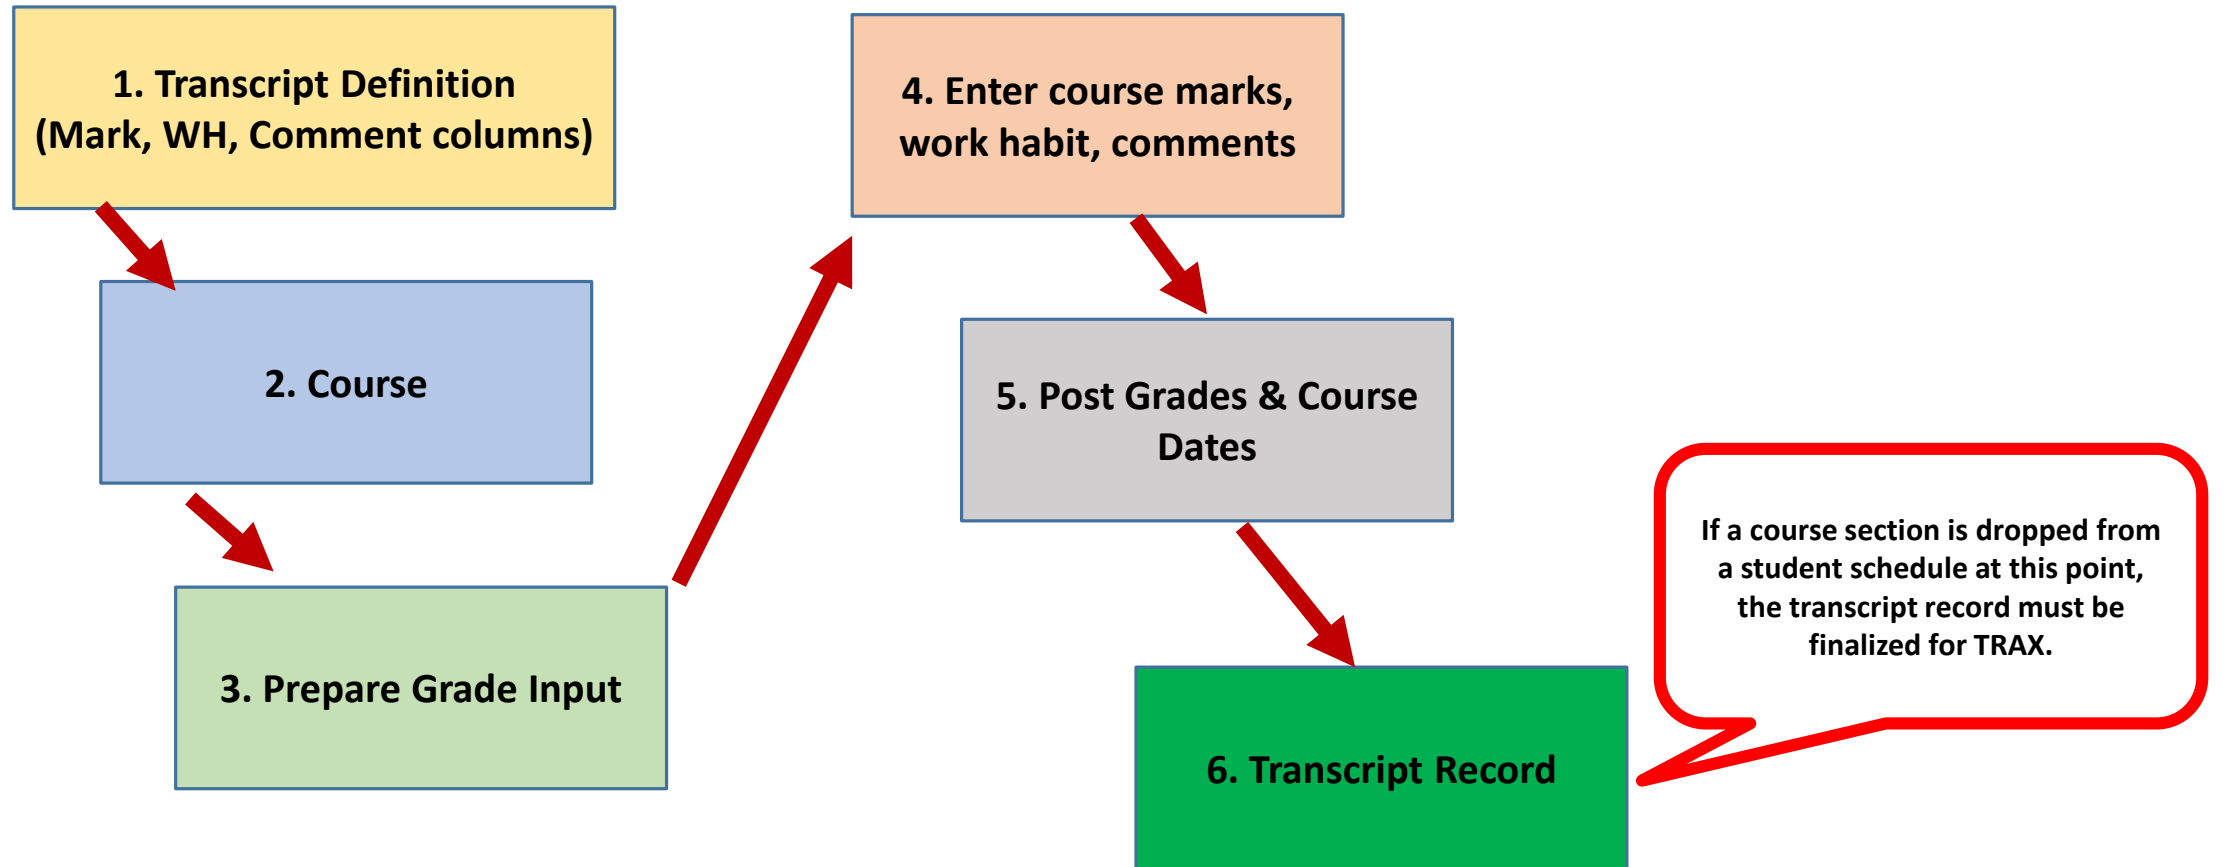 1. Transcript Definition
(Mark, WH, Comment columns)
2. Course
3. Prepare Grade Input
4. Enter course marks,
work habit, comments
5. Post Grades & Course
Dates
6. Transcript Record
If a course section is dropped from
a student schedule at this point,
the transcript record must be
finalized for TRAX.